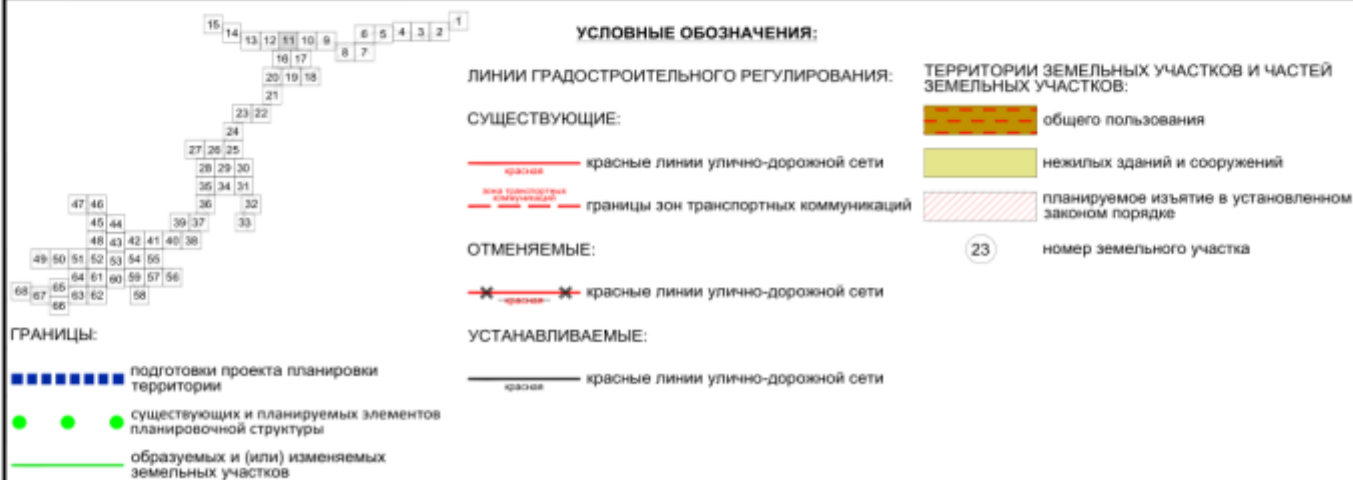 15
14
13 12 11 10 9
8 7
6 5 4 3 2
1
16 17
20 19 18
21
23 22
24
27 26 25
28 29 30
35 34 31
36 32
39 37 33
47 46
45 44
48 43 42 41 40 38
49 50 51 52 53 54 55
64 61 60 59 57 56
68 67 65 63 62 58
66
ГРАНИЦЫ:
подготовки проекта планировки
территории
существующих и планируемых элементов
планировочной структуры
образуемых и (или) изменяемых
земельных участков
УСЛОВНЫЕ ОБОЗНАЧЕНИЯ:
ЛИНИИ ГРАДОСТРОИТЕЛЬНОГО РЕГУЛИРОВАНИЯ:
СУЩЕСТВУЮЩИЕ:
красная
красные линии улично-дорожной сети
зона транспортных
коммуникаций
границы зон транспортных коммуникаций
ОТМЕНЯЕМЫЕ:
красная
красные линии улично-дорожной сети
УСТАНАВЛИВАЕМЫЕ:
красная
красные линии улично-дорожной сети
ТЕРРИТОРИИ ЗЕМЕЛЬНЫХ УЧАСТКОВ И ЧАСТЕЙ
ЗЕМЕЛЬНЫХ УЧАСТКОВ:
общего пользования
нежилых зданий и сооружений
планируемое изъятие в установленном
законом порядке
23
номер земельного участка